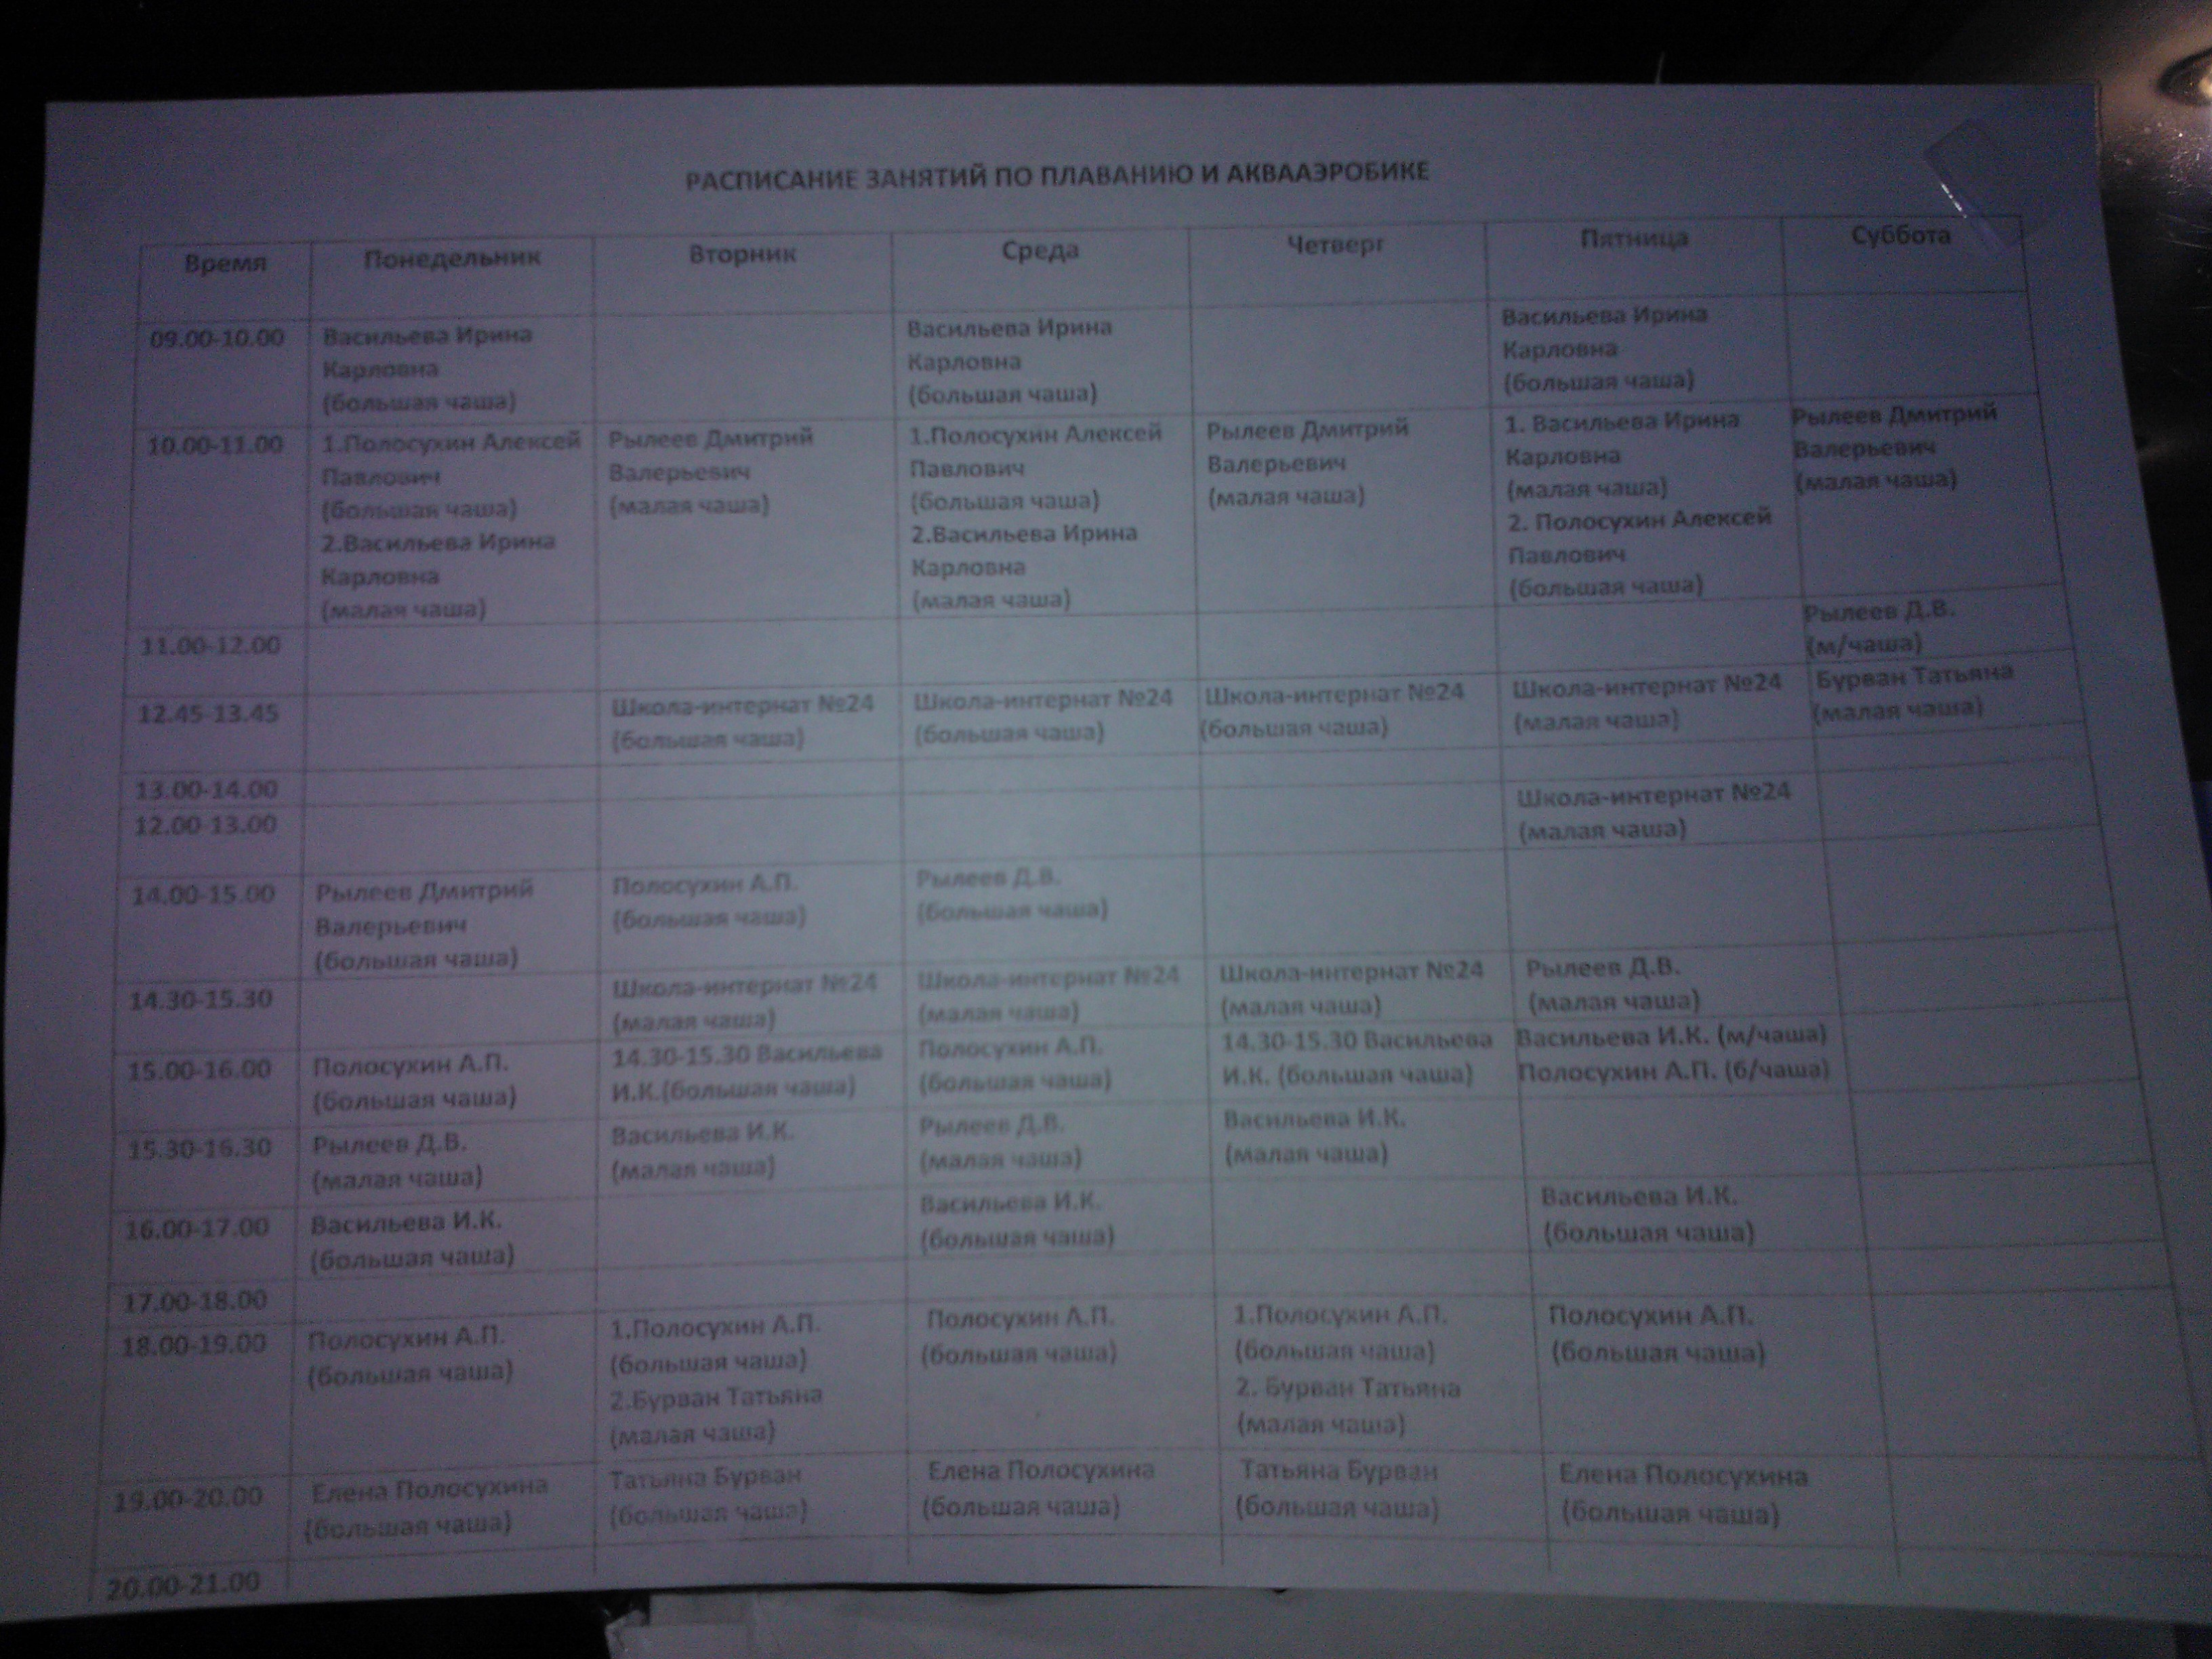 РАСПИСАНИЕ ЗАНЯТИЙ ПО ПЛАВАНИЮ И АКВААЭРОБИКЕ
Время Понедельник Вторник Среда Четверг Пятница Суббота
09.00-10.00
Васильева Ирина
Карловна
(большая чаша)
Васильева Ирина
Карловна
(большая чаша)
Васильева Ирина
Карловна
(большая чаша)
10.00-11.00
1.Полосухин Алексей
Павлович
(большая чаша)
2.Васильева Ирина
Карловна
(малая чаша)
Рылеев Дмитрий
Валерьевич
(малая чаша)
1.Полосухин Алексей
Павлович
(большая чаша)
2.Васильева Ирина
Карловна
(малая чаша)
Рылеев Дмитрий
Валерьевич
(малая чаша)
1. Васильева Ирина
Карловна
(малая чаша)
2. Полосухин Алексей
Павлович
(большая чаша)
Рылеев Дмитрий
Валерьевич
(малая чаша)
11.00-12.00
Рылеев Д.В.
(м/чаша)
12.45-13.45
Школа-интернат №24
(большая чаша)
Школа-интернат №24
(большая чаша)
Школа-интернат №24
(большая чаша)
Школа-интернат №24
(малая чаша)
Бурван Татьяна
(малая чаша)
13.00-14.00
12.00-13.00
Школа-интернат №24
(малая чаша)
14.00-15.00
Рылеев Дмитрий
Валерьевич
(большая чаша)
Полосухин А.П.
(большая чаша)
Рылеев Д.В.
(большая чаша)
14.30-15.30
Школа-интернат №24
(малая чаша)
Школа-интернат №24
(малая чаша)
Школа-интернат №24
(малая чаша)
Рылеев Д.В.
(малая чаша)
15.00-16.00
Полосухин А.П.
(большая чаша)
14.30-15.30 Васильева
И.К.(большая чаша)
Полосухин А.П.
(большая чаша)
14.30-15.30 Васильева
И.К. (большая чаша)
Васильева И.К. (м/чаша)
Полосухин А.П. (б/чаша)
15.30-16.30
Рылеев Д.В.
(малая чаша)
Васильева И.К.
(малая чаша)
Рылеев Д.В.
(малая чаша)
Васильева И.К.
(малая чаша)
16.00-17.00
Васильева И.К.
(большая чаша)
Васильева И.К.
(большая чаша)
Васильева И.К.
(большая чаша)
17.00-18.00
18.00-19.00
Полосухин А.П.
(большая чаша)
1.Полосухин А.П.
(большая чаша)
2.Бурван Татьяна
(малая чаша)
Полосухин А.П.
(большая чаша)
1.Полосухин А.П.
(большая чаша)
2. Бурван Татьяна
(малая чаша)
Полосухин А.П.
(большая чаша)
19.00-20.00
Елена Полосухина
(большая чаша)
Татьяна Бурван
(большая чаша)
Елена Полосухина
(большая чаша)
Татьяна Бурван
(большая чаша)
Елена Полосухина
(большая чаша)
20.00-21.00